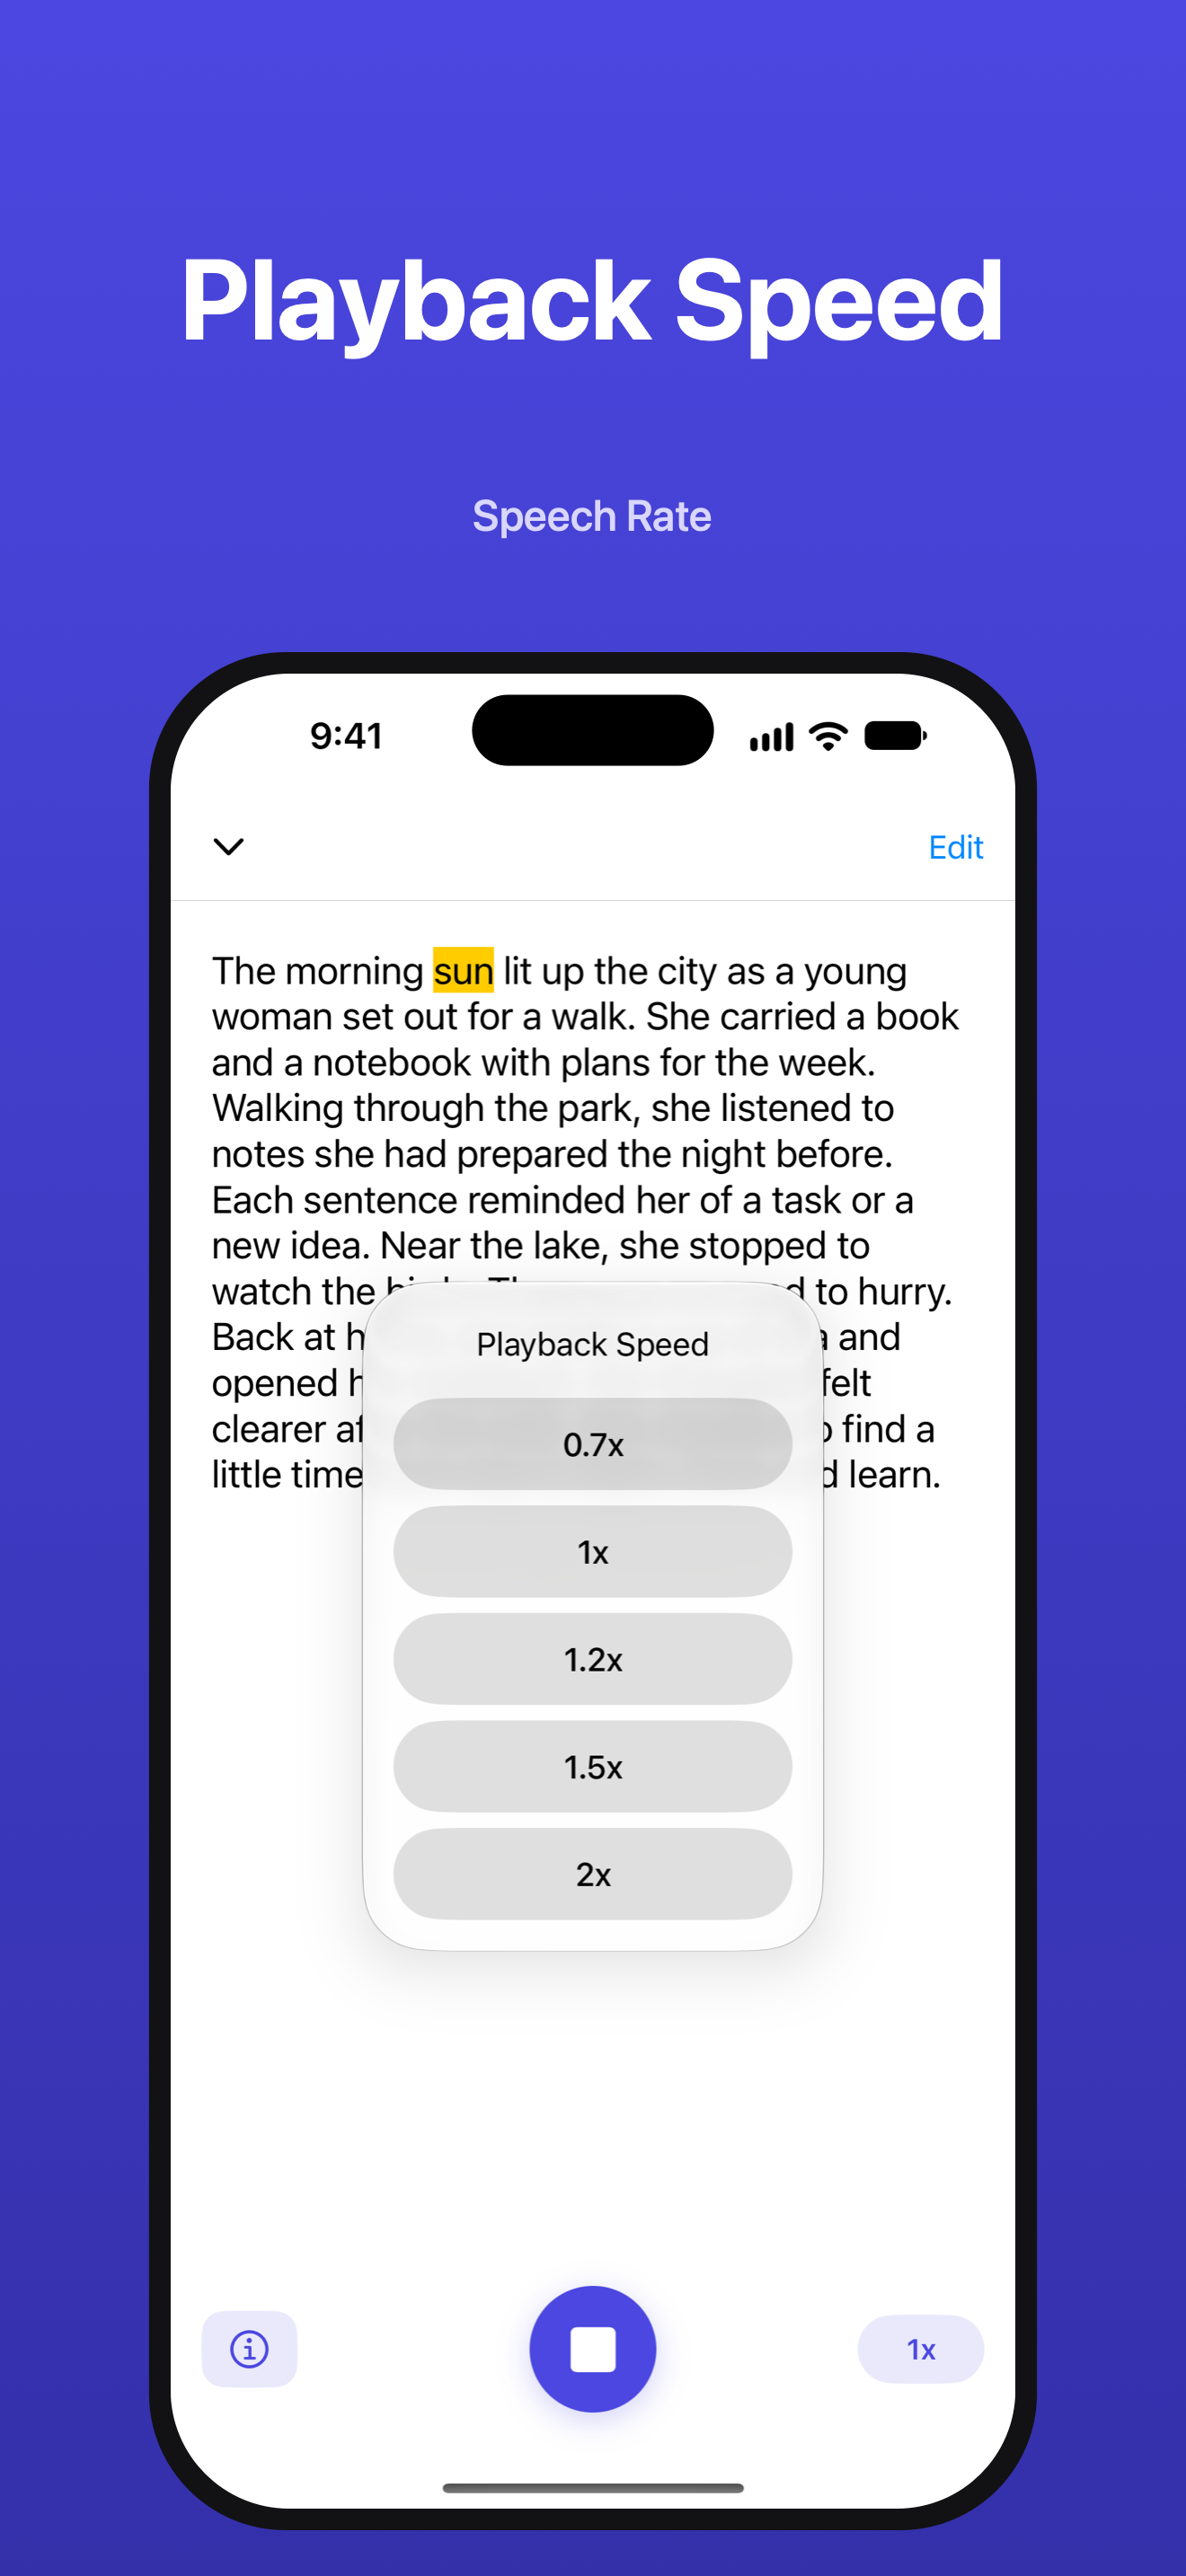 Playback Speed
Speech Rate
9:41
Edit
The morning sun lit up the city as a young
woman set out for a walk. She carried a book
and a notebook with plans for the week.
Walking through the park, she listened to
notes she had prepared the night before.
Each sentence reminded her of a task or a
new idea. Near the lake, she stopped to
watch the to hurry.
Back at and
opened felt
clearer find a
little time learn.
Playback Speed
0.7x
1x
1.2x
1.5x
2x
1x